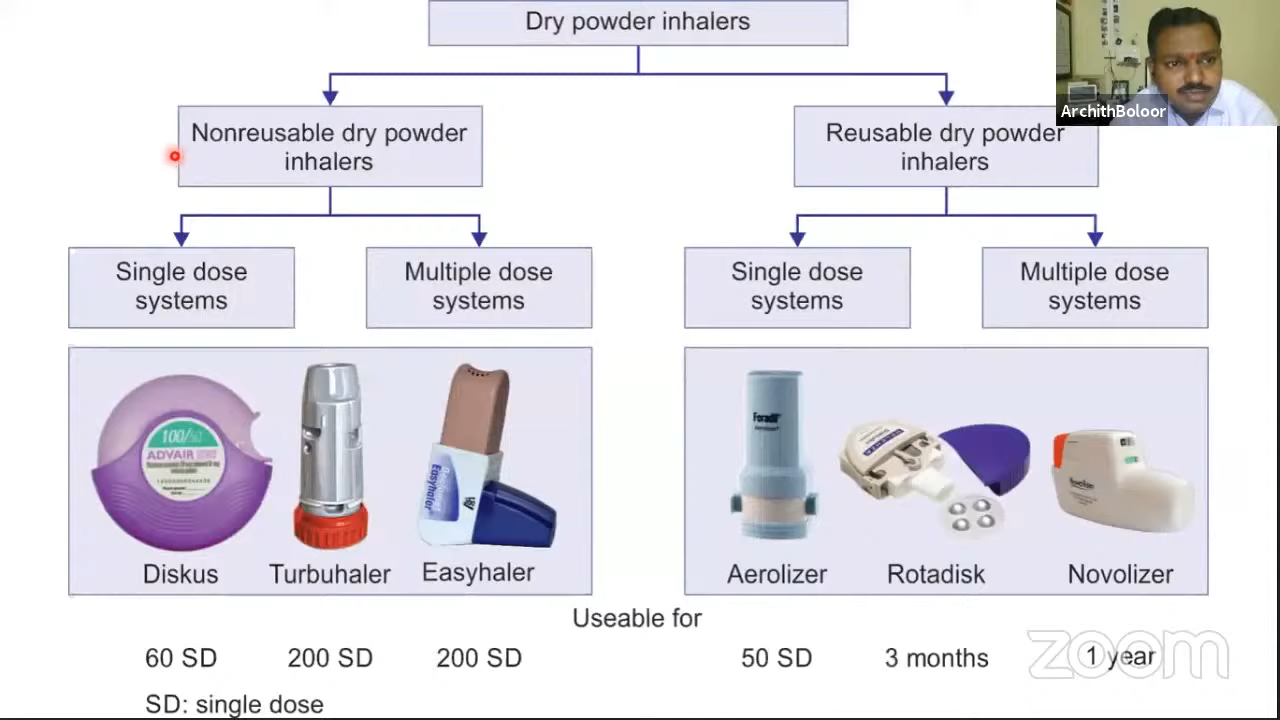 Dry powder inhalers
ArchithBoloor
Nonreusable dry powder
inhalers
Reusable dry powder
inhalers
Single dose
systems
Multiple dose
systems
Single dose
systems
Multiple dose
systems
100/50
ADVAIR
Easyhaler
Foradil
Diskus
Turbuhaler
Easyhaler
Aerolizer
Rotadisk
Novolizer
Useable for
60 SD
200 SD
200 SD
50 SD
3 months
1 year
zoom
SD: single dose